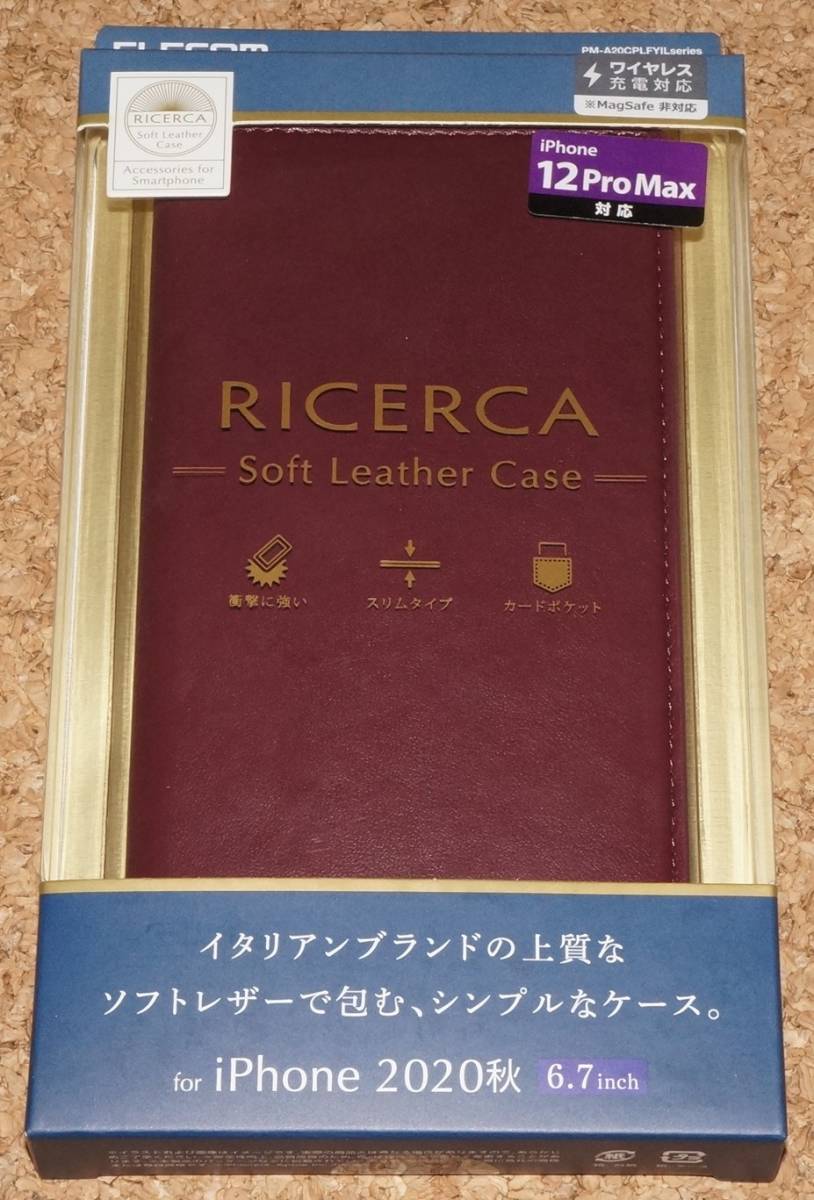 ELECOM
PM-A20CPLFYILseries
ワイヤレス
充電対応
※MagSafe 非対応
RICERCA
Soft Leather
Case
Accessories for
Smartphone
iPhone
12 Pro Max
対応
RICERCA
Soft Leather Case
衝撃に強い
スリムタイプ
カードポケット
イタリアンブランドの上質な
ソフトレザーで包む、シンプルなケース。
for iPhone 2020秋 6.7inch
紙